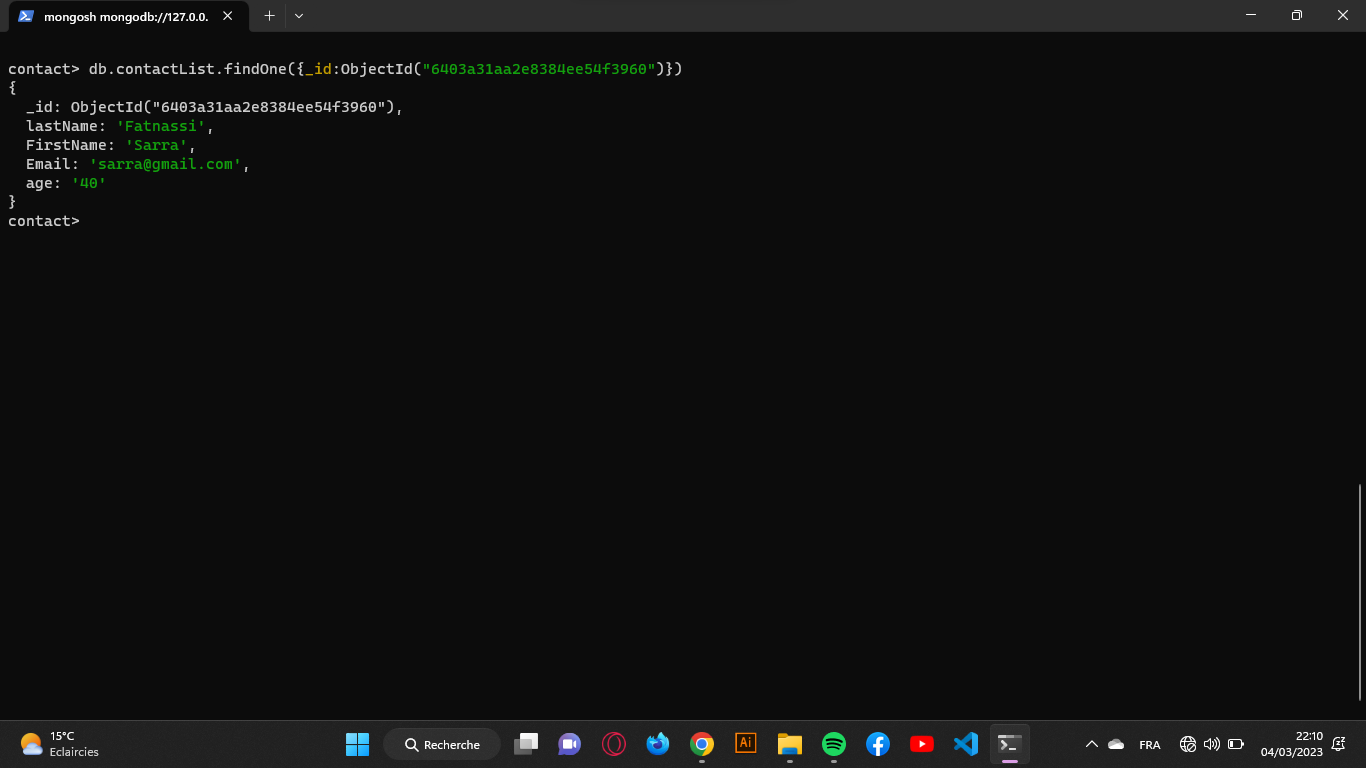 mongosh mongodb://127.0.0.
contact> db.contactList.findOne({_id:ObjectId("6403a31aa2e8384ee54f3960")})
{
  _id: ObjectId("6403a31aa2e8384ee54f3960"),
  lastName: 'Fatnassi',
  FirstName: 'Sarra',
  Email: 'sarra@gmail.com',
  age: '40'
}
contact>
15°C
Eclaircies
Recherche
Ai
FRA
22:10
04/03/2023